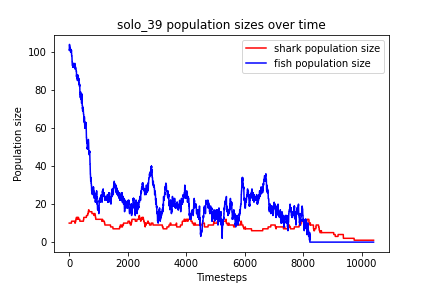 solo_39 population sizes over time
shark population size
fish population size
Population size
100
80
60
40
20
0
0 2000 4000 6000 8000 10000
Timesteps